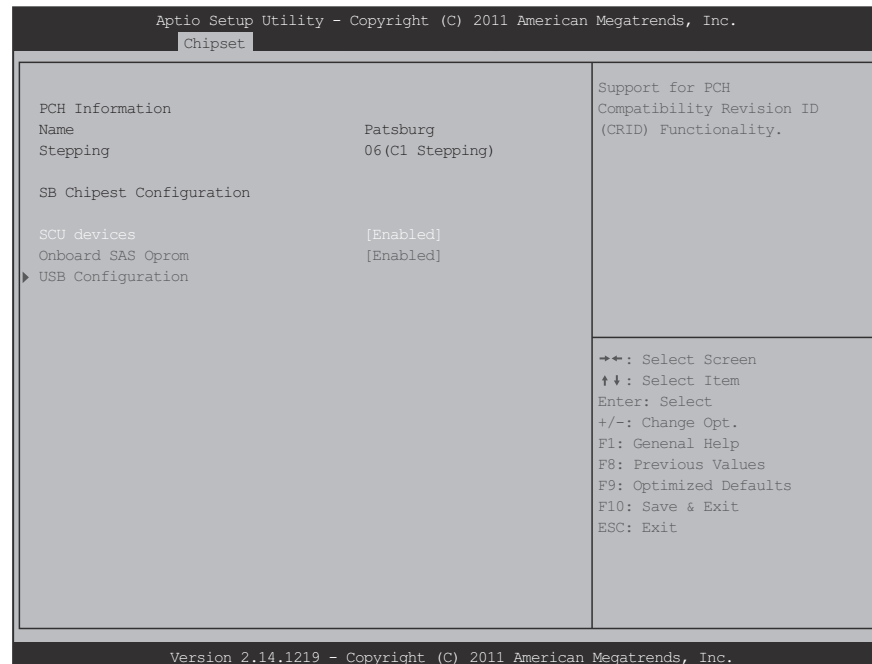 Aptio Setup Utility - Copyright (C) 2011 American Megatrends, Inc.
Chipset
PCH Information
Name Patsburg
Stepping 06(C1 Stepping)
SB Chipest Configuration
SCU devices [Enabled]
Onboard SAS Oprom [Enabled]
USB Configuration
Support for PCH
Compatibility Revision ID
(CRID) Functionality.
→←: Select Screen
↑↓: Select Item
Enter: Select
+/-: Change Opt.
F1: Genenal Help
F8: Previous Values
F9: Optimized Defaults
F10: Save & Exit
ESC: Exit
Version 2.14.1219 - Copyright (C) 2011 American Megatrends, Inc.